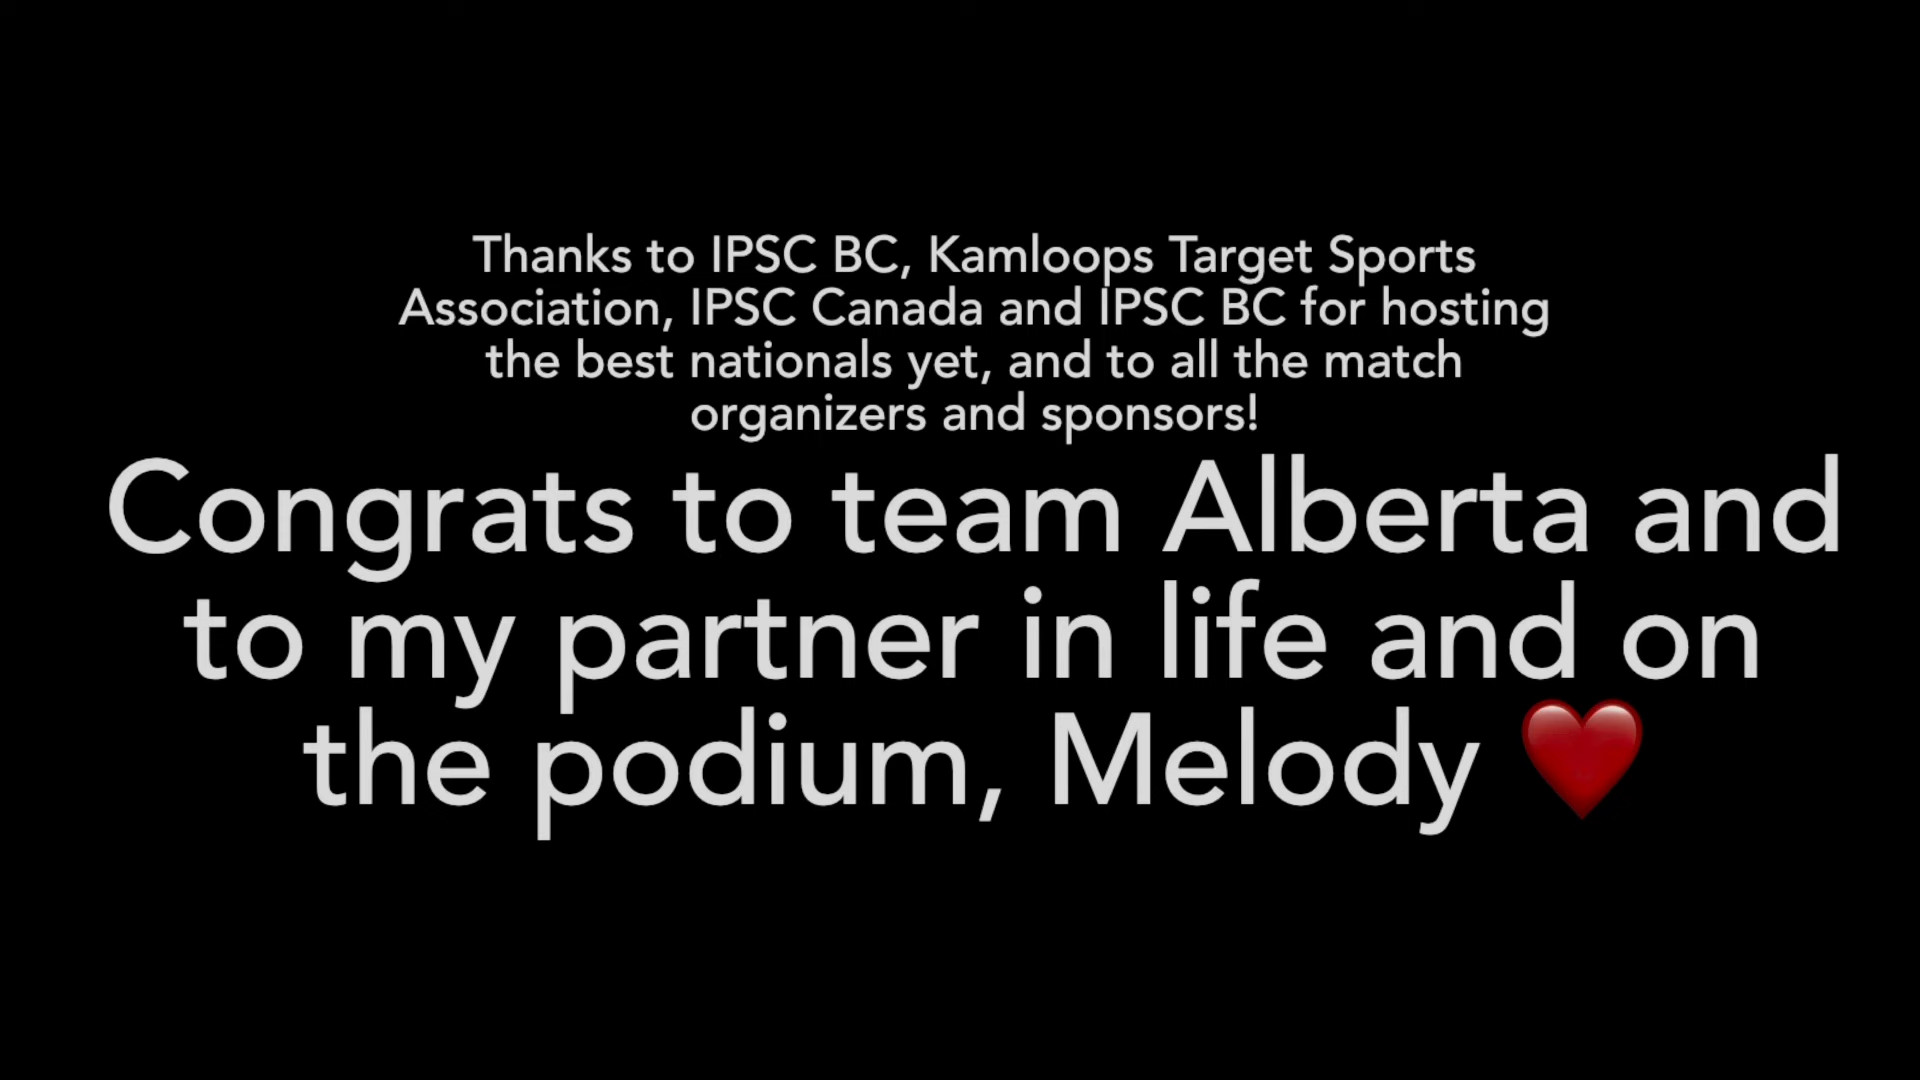 Thanks to IPSC BC, Kamloops Target Sports
Association, IPSC Canada and IPSC BC for hosting
the best nationals yet, and to all the match
organizers and sponsors!
Congrats to team Alberta and
to my partner in life and on
the podium, Melody ❤️